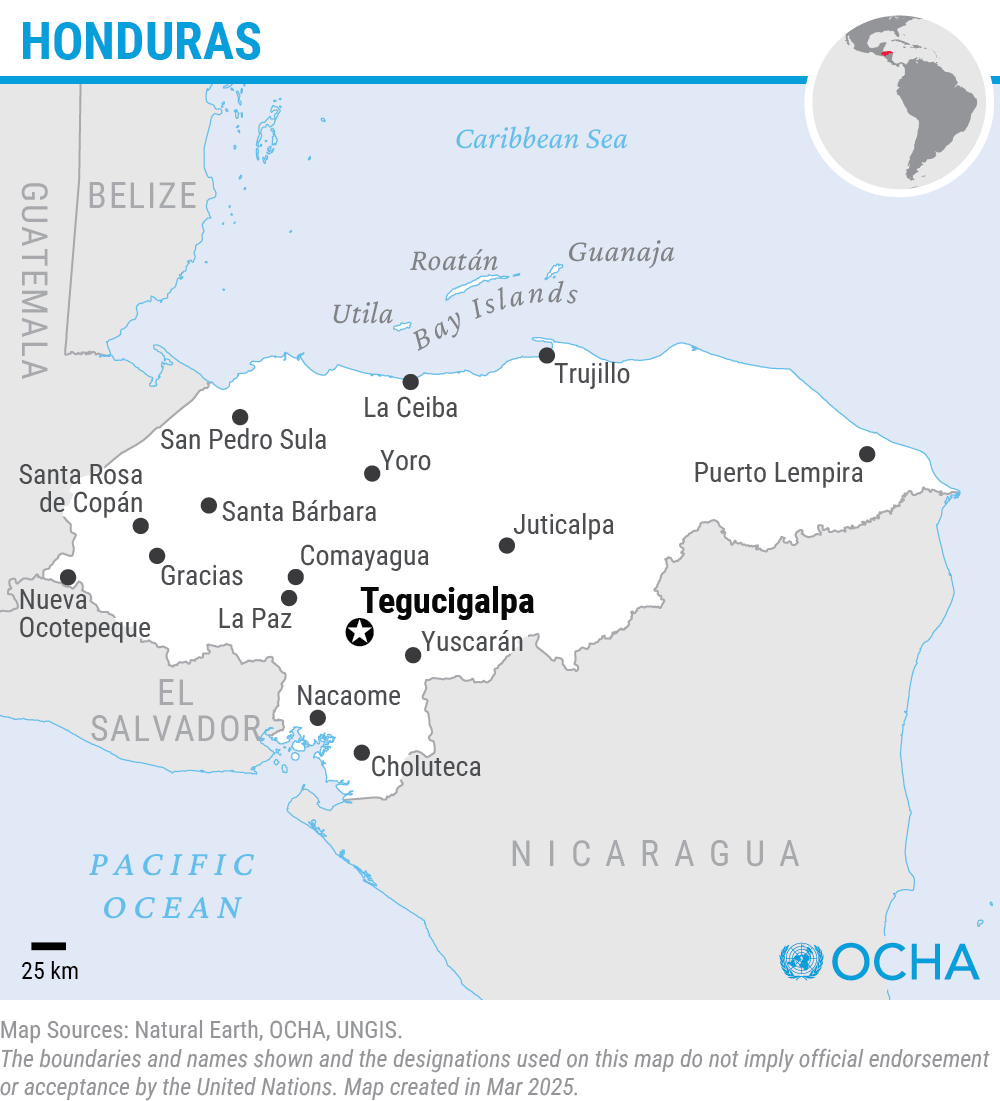 HONDURAS
Caribbean Sea
BELIZE
GUATEMALA
Roatán
Guanaja
Utila
Bay Islands
Trujillo
La Ceiba
San Pedro Sula
Yoro
Puerto Lempira
Santa Rosa
de Copán
Santa Bárbara
Juticalpa
Comayagua
Gracias
Nueva
Ocotepeque
La Paz
Tegucigalpa
Yuscarán
EL
SALVADOR
Nacaome
Choluteca
NICARAGUA
PACIFIC
OCEAN
25 km
OCHA
Map Sources: Natural Earth, OCHA, UNGIS.
The boundaries and names shown and the designations used on this map do not imply official endorsement
or acceptance by the United Nations. Map created in Mar 2025.